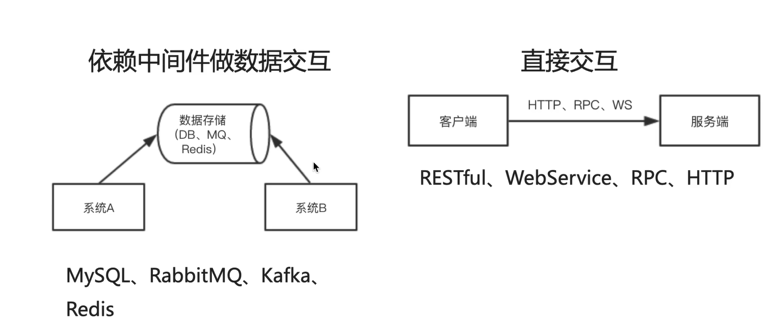 依赖中间件做数据交互
数据存储
（DB、MQ、
Redis）
系统A
系统B
MySQL、RabbitMQ、Kafka、
Redis
直接交互
客户端
HTTP、RPC、WS
服务端
RESTful、WebService、RPC、HTTP